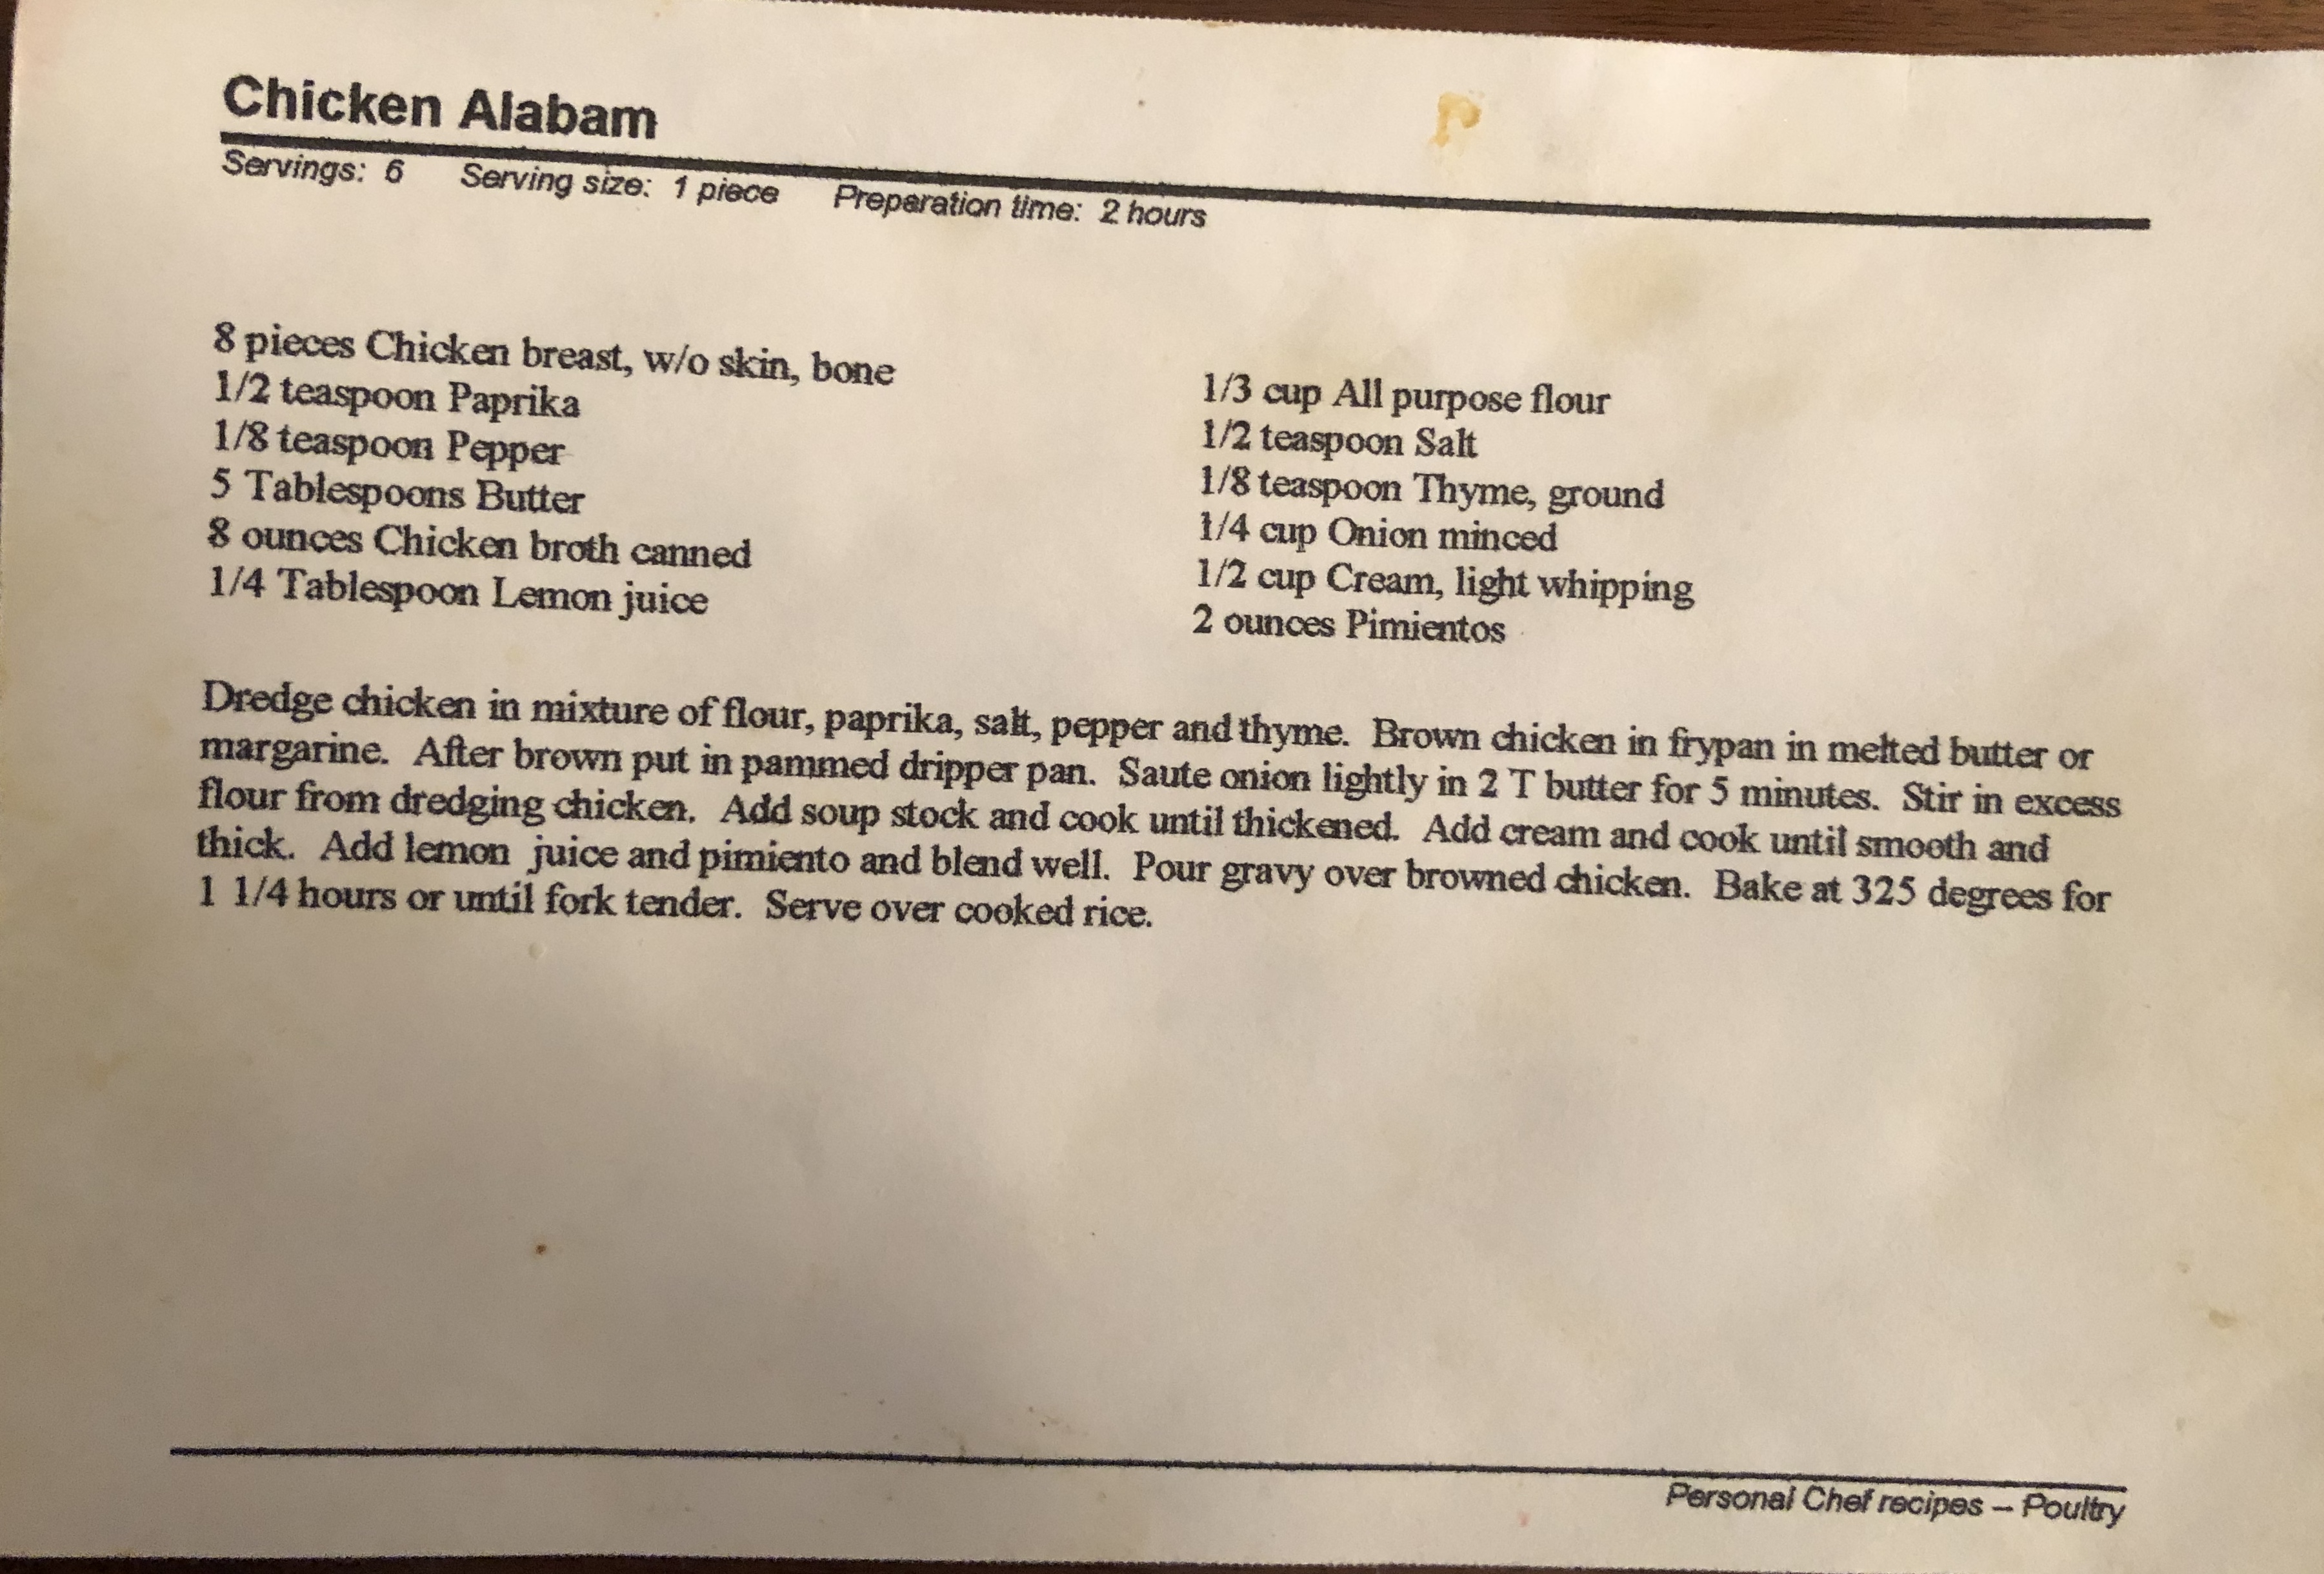 Chicken Alabam
Servings: 6 Serving size: 1 piece Preparation time: 2 hours
8 pieces Chicken breast, w/o skin, bone
1/2 teaspoon Paprika
1/8 teaspoon Pepper
5 Tablespoons Butter
8 ounces Chicken broth canned
1/4 Tablespoon Lemon juice
1/3 cup All purpose flour
1/2 teaspoon Salt
1/8 teaspoon Thyme, ground
1/4 cup Onion minced
1/2 cup Cream, light whipping
2 ounces Pimientos
Dredge chicken in mixture of flour, paprika, salt, pepper and thyme. Brown chicken in frypan in melted butter or
margarine. After brown put in pammed dripper pan. Saute onion lightly in 2 T butter for 5 minutes. Stir in excess
flour from dredging chicken. Add soup stock and cook until thickened. Add cream and cook until smooth and
thick. Add lemon juice and pimiento and blend well. Pour gravy over browned chicken. Bake at 325 degrees for
1 1/4 hours or until fork tender. Serve over cooked rice.
Personal Chef recipes – Poultry